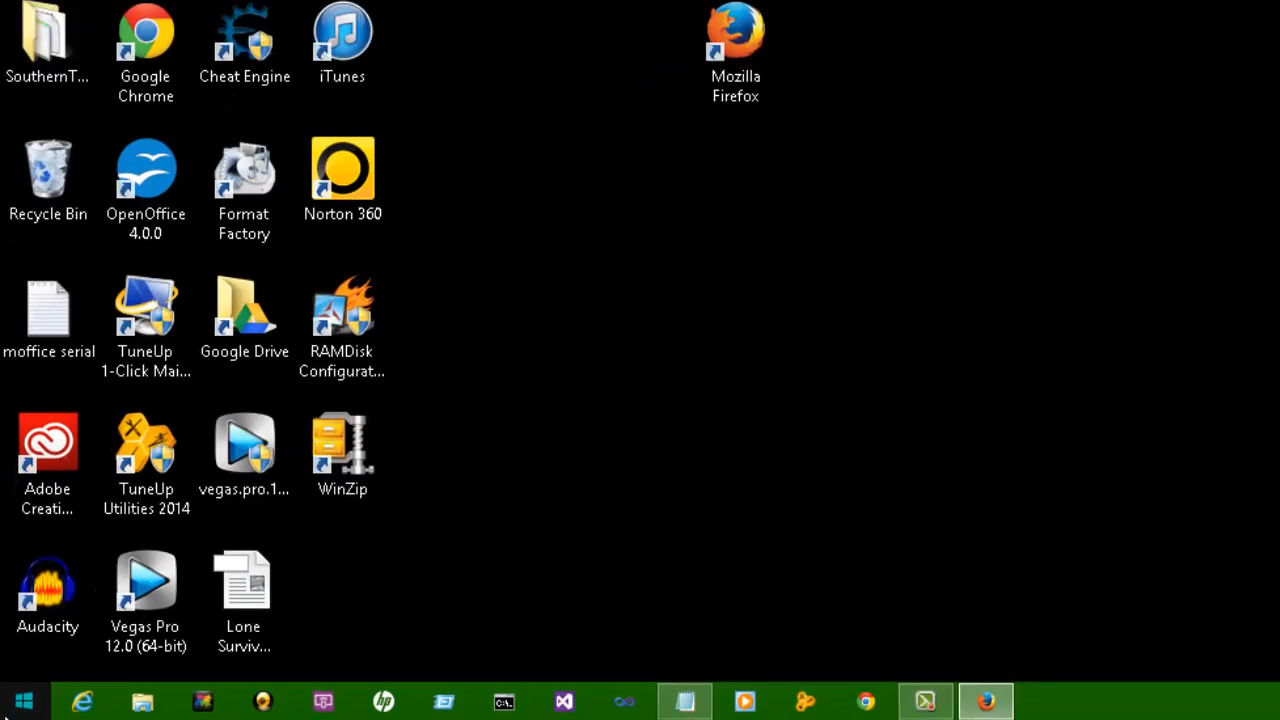 SouthernT...
Google
Chrome
Cheat Engine
iTunes
Mozilla
Firefox
Recycle Bin
OpenOffice
4.0.0
Format
Factory
Norton 360
moffice serial
TuneUp
1-Click Mai...
Google Drive
RAMDisk
Configurat...
Adobe
Creati...
TuneUp
Utilities 2014
vegas.pro.1...
WinZip
Audacity
Vegas Pro
12.0 (64-bit)
Lone
Surviv...
hp
C:\.